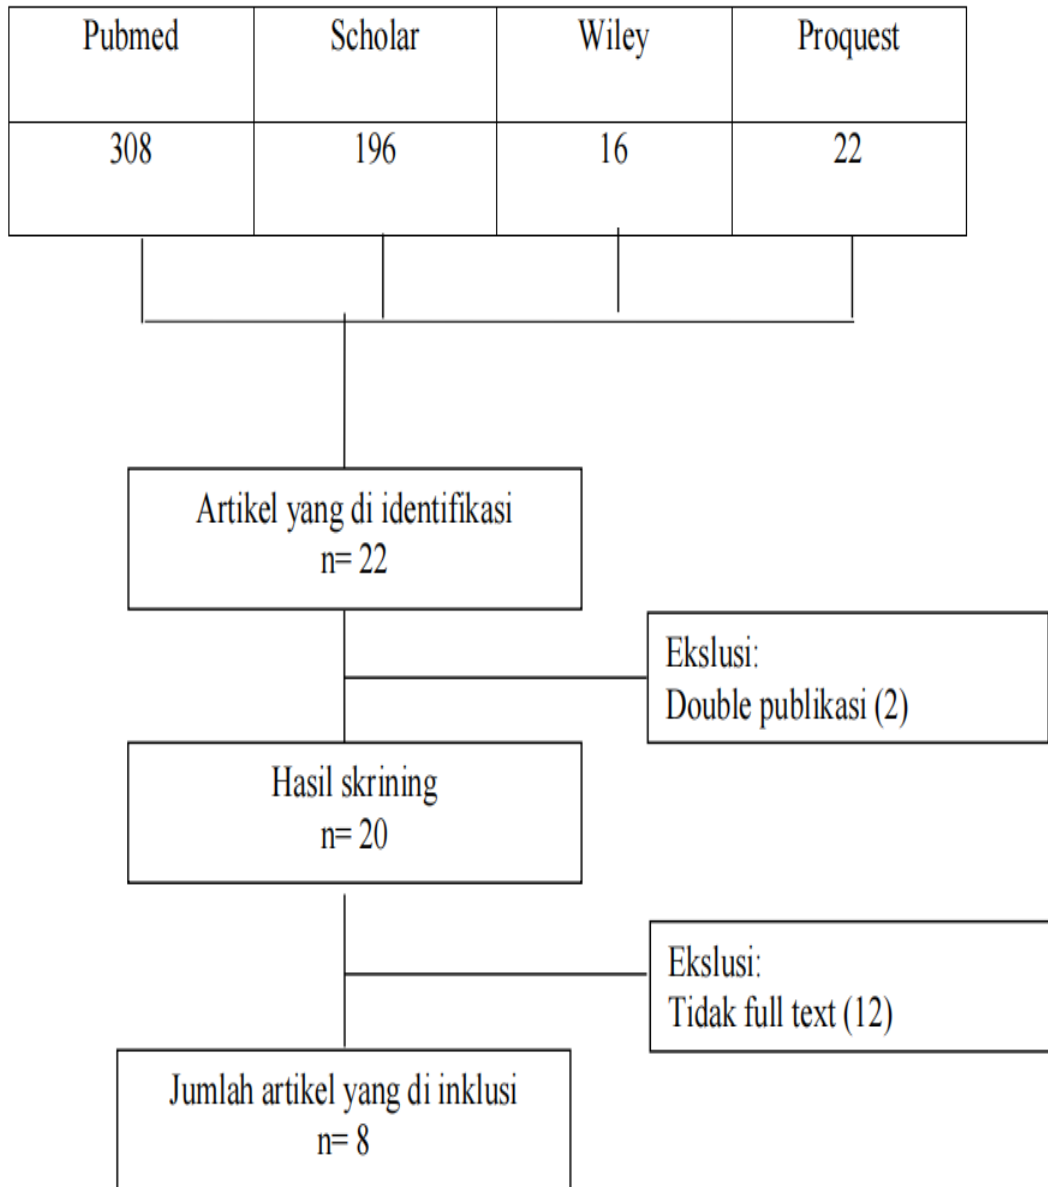 Pubmed Scholar Wiley Proquest
308 196 16 22
Artikel yang di identifikasi
n= 22
Ekslusi:
Double publikasi (2)
Hasil skrining
n= 20
Ekslusi:
Tidak full text (12)
Jumlah artikel yang di inklusi
n= 8